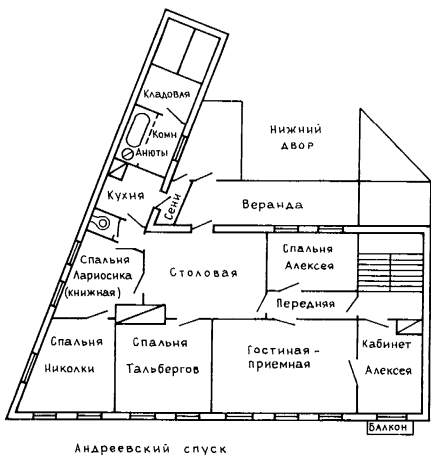 Кладовля
Комн
Анюты
Нижний
двор
Кухня
Сени
Веранда
Спальня
Лариосика
(книжная)
Столовая
Спальня
Алексея
Передняя
Спальня
Николки
Спальня
Тальбергов
Гостиная-
приемная
Кабинет
Алексея
Балкон
Андреевский спуск